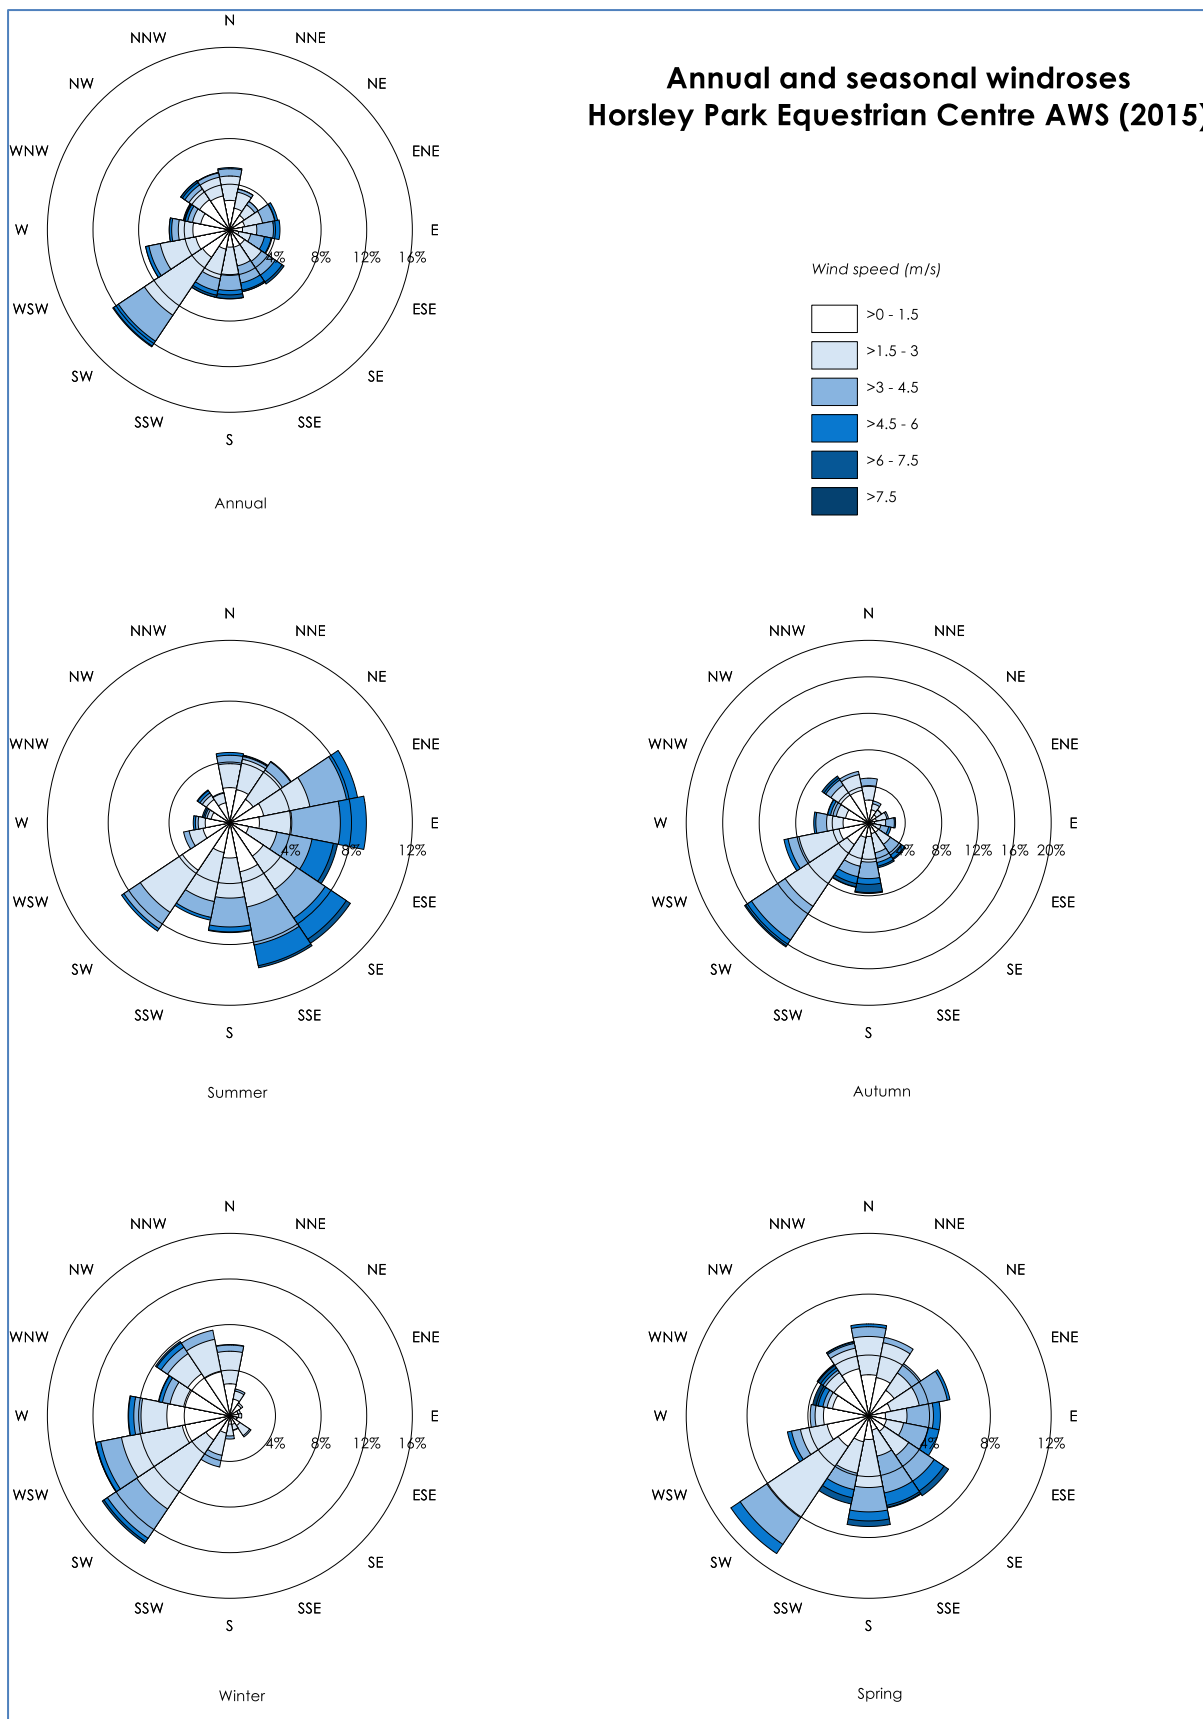 Annual and seasonal windroses
Horsley Park Equestrian Centre AWS (2015)
N
NNW NNE
NW NE
WNW ENE
W E
4% 8% 12% 16%
WSW ESE
SW SE
SSW SSE
S
Annual
Wind speed (m/s)
>0 - 1.5
>1.5 - 3
>3 - 4.5
>4.5 - 6
>6 - 7.5
>7.5
N
NNW NNE
NW NE
WNW ENE
W E
4% 8% 12%
WSW ESE
SW SE
SSW SSE
S
Summer
N
NNW NNE
NW NE
WNW ENE
W E
4% 8% 12% 16% 20%
WSW ESE
SW SE
SSW SSE
S
Autumn
N
NNW NNE
NW NE
WNW ENE
W E
4% 8% 12% 16%
WSW ESE
SW SE
SSW SSE
S
Winter
N
NNW NNE
NW NE
WNW ENE
W E
4% 8% 12%
WSW ESE
SW SE
SSW SSE
S
Spring